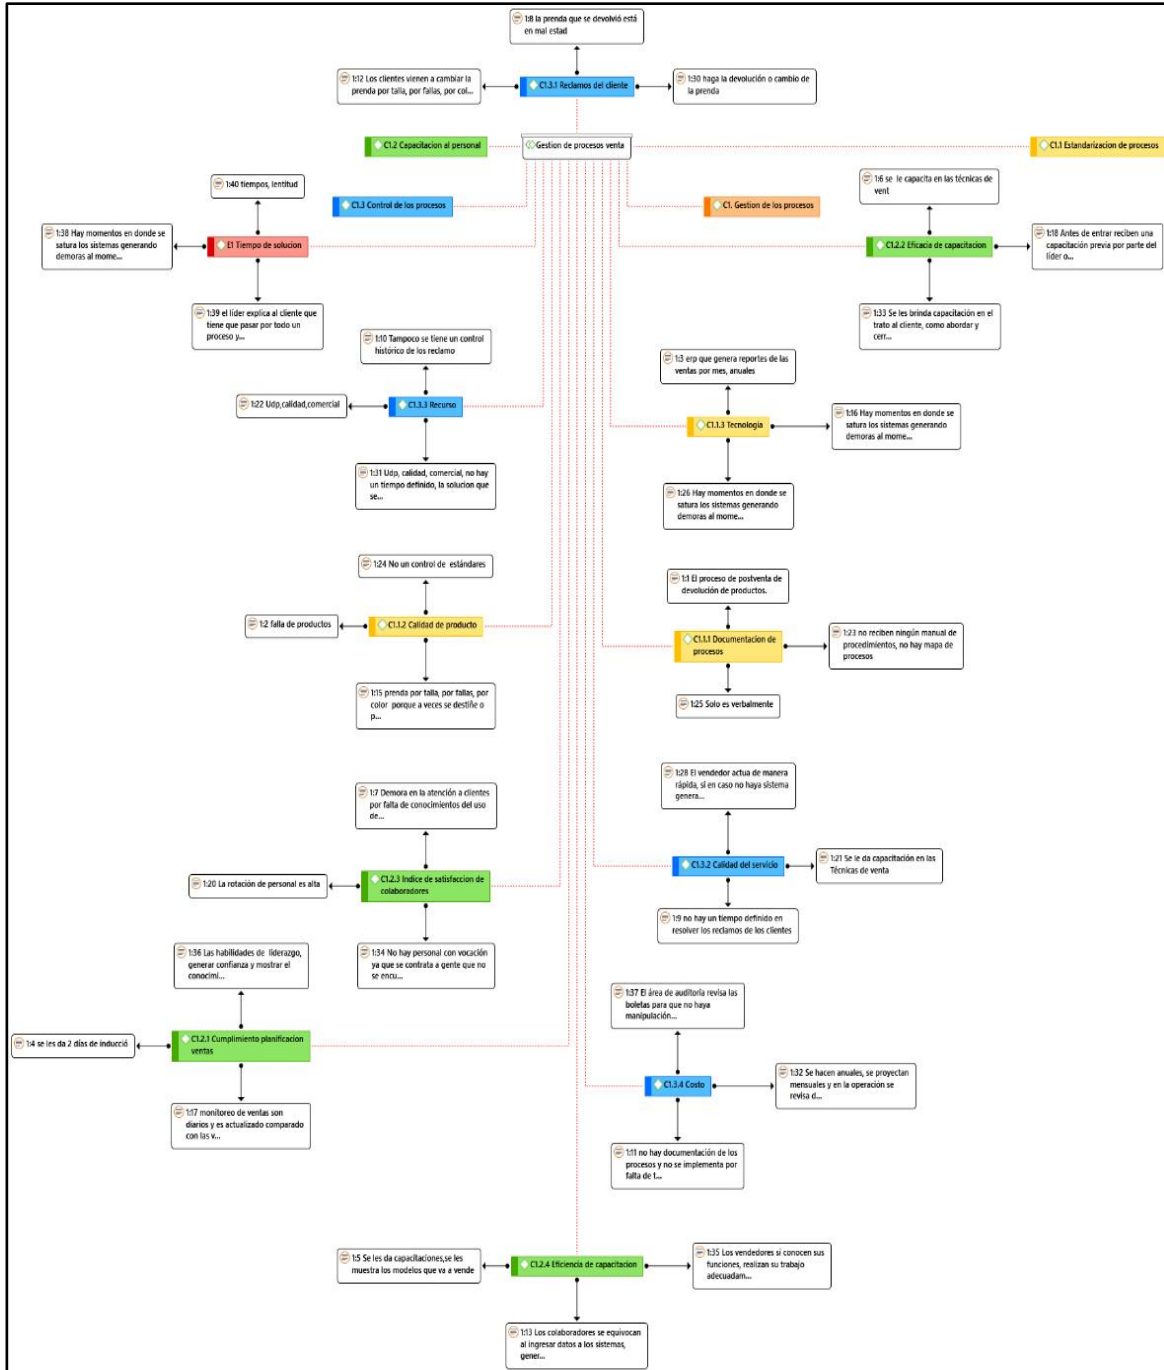 1:8 la prenda que se devolvió está
en mal estad
1:12 Los clientes vienen a cambiar la
prenda por talla, por fallas, por col...
C1.3.1 Reclamos del cliente
1:30 haga la devolución o cambio de
la prenda
C1.2 Capacitacion al personal
Gestion de procesos venta
C1.1 Estandarizacion de procesos
1:40 tiempos, lentitud
C1.3 Control de los procesos
C1. Gestion de los procesos
1:6 se le capacita en las técnicas de
vent
1:38 Hay momentos en donde se
satura los sistemas generando
demoras al mome...
E1 Tiempo de solucion
C1.2.2 Eficacia de capacitacion
1:18 Antes de entrar reciben una
capacitación previa por parte del
líder o...
1:39 el líder explica al cliente que
tiene que pasar por todo un
proceso y...
1:33 Se les brinda capacitación en el
trato al cliente, como abordar y
cerr...
1:10 Tampoco se tiene un control
histórico de los reclamo
1:3 erp que genera reportes de las
ventas por mes, anuales
1:22 Udp,calidad,comercial
C1.3.3 Recurso
C1.1.3 Tecnología
1:16 Hay momentos en donde se
satura los sistemas generando
demoras al mome...
1:31 Udp, calidad, comercial, no hay
un tiempo definido, la solucion que
se...
1:26 Hay momentos en donde se
satura los sistemas generando
demoras al mome...
1:24 No un control de estándares
1:1 El proceso de postventa de
devolución de productos.
1:2 falla de productos
C1.1.2 Calidad de producto
C1.1.1 Documentacion de
procesos
1:23 no reciben ningún manual de
procedimientos, no hay mapa de
procesos
1:15 prenda por talla, por fallas, por
color porque a veces se destiñe o
p...
1:25 Solo es verbalmente
1:28 El vendedor actua de manera
rápida, si en caso no haya sistema
genera...
1:7 Demora en la atención a clientes
por falta de conocimientos del uso
de...
C1.3.2 Calidad del servicio
1:21 Se le da capacitación en las
Técnicas de venta
1:20 La rotación de personal es alta
C1.2.3 Indice de satisfaccion de
colaboradores
1:9 no hay un tiempo definido en
resolver los reclamos de los clientes
1:36 Las habilidades de liderazgo,
generar confianza y mostrar el
conocimi...
1:34 No hay personal con vocación
ya que se contrata a gente que no
se encu...
1:37 El área de auditoría revisa las
boletas para que no haya
manipulación...
1:4 se les da 2 días de inducció
C1.2.1 Cumplimiento planificacion
ventas
C1.3.4 Costo
1:32 Se hacen anuales, se proyectan
mensuales y en la operación se
revisa d...
1:17 monitoreo de ventas son
diarios y es actualizado comparado
con las v...
1:11 no hay documentación de los
procesos y no se implementa por
falta de t...
1:5 Se les da capacitaciones,se les
muestra los modelos que va a vende
C1.2.4 Eficiencia de capacitacion
1:35 Los vendedores si conocen sus
funciones, realizan su trabajo
adecuadam...
1:13 Los colaboradores se equivocan
al ingresar datos a los sistemas,
gener...